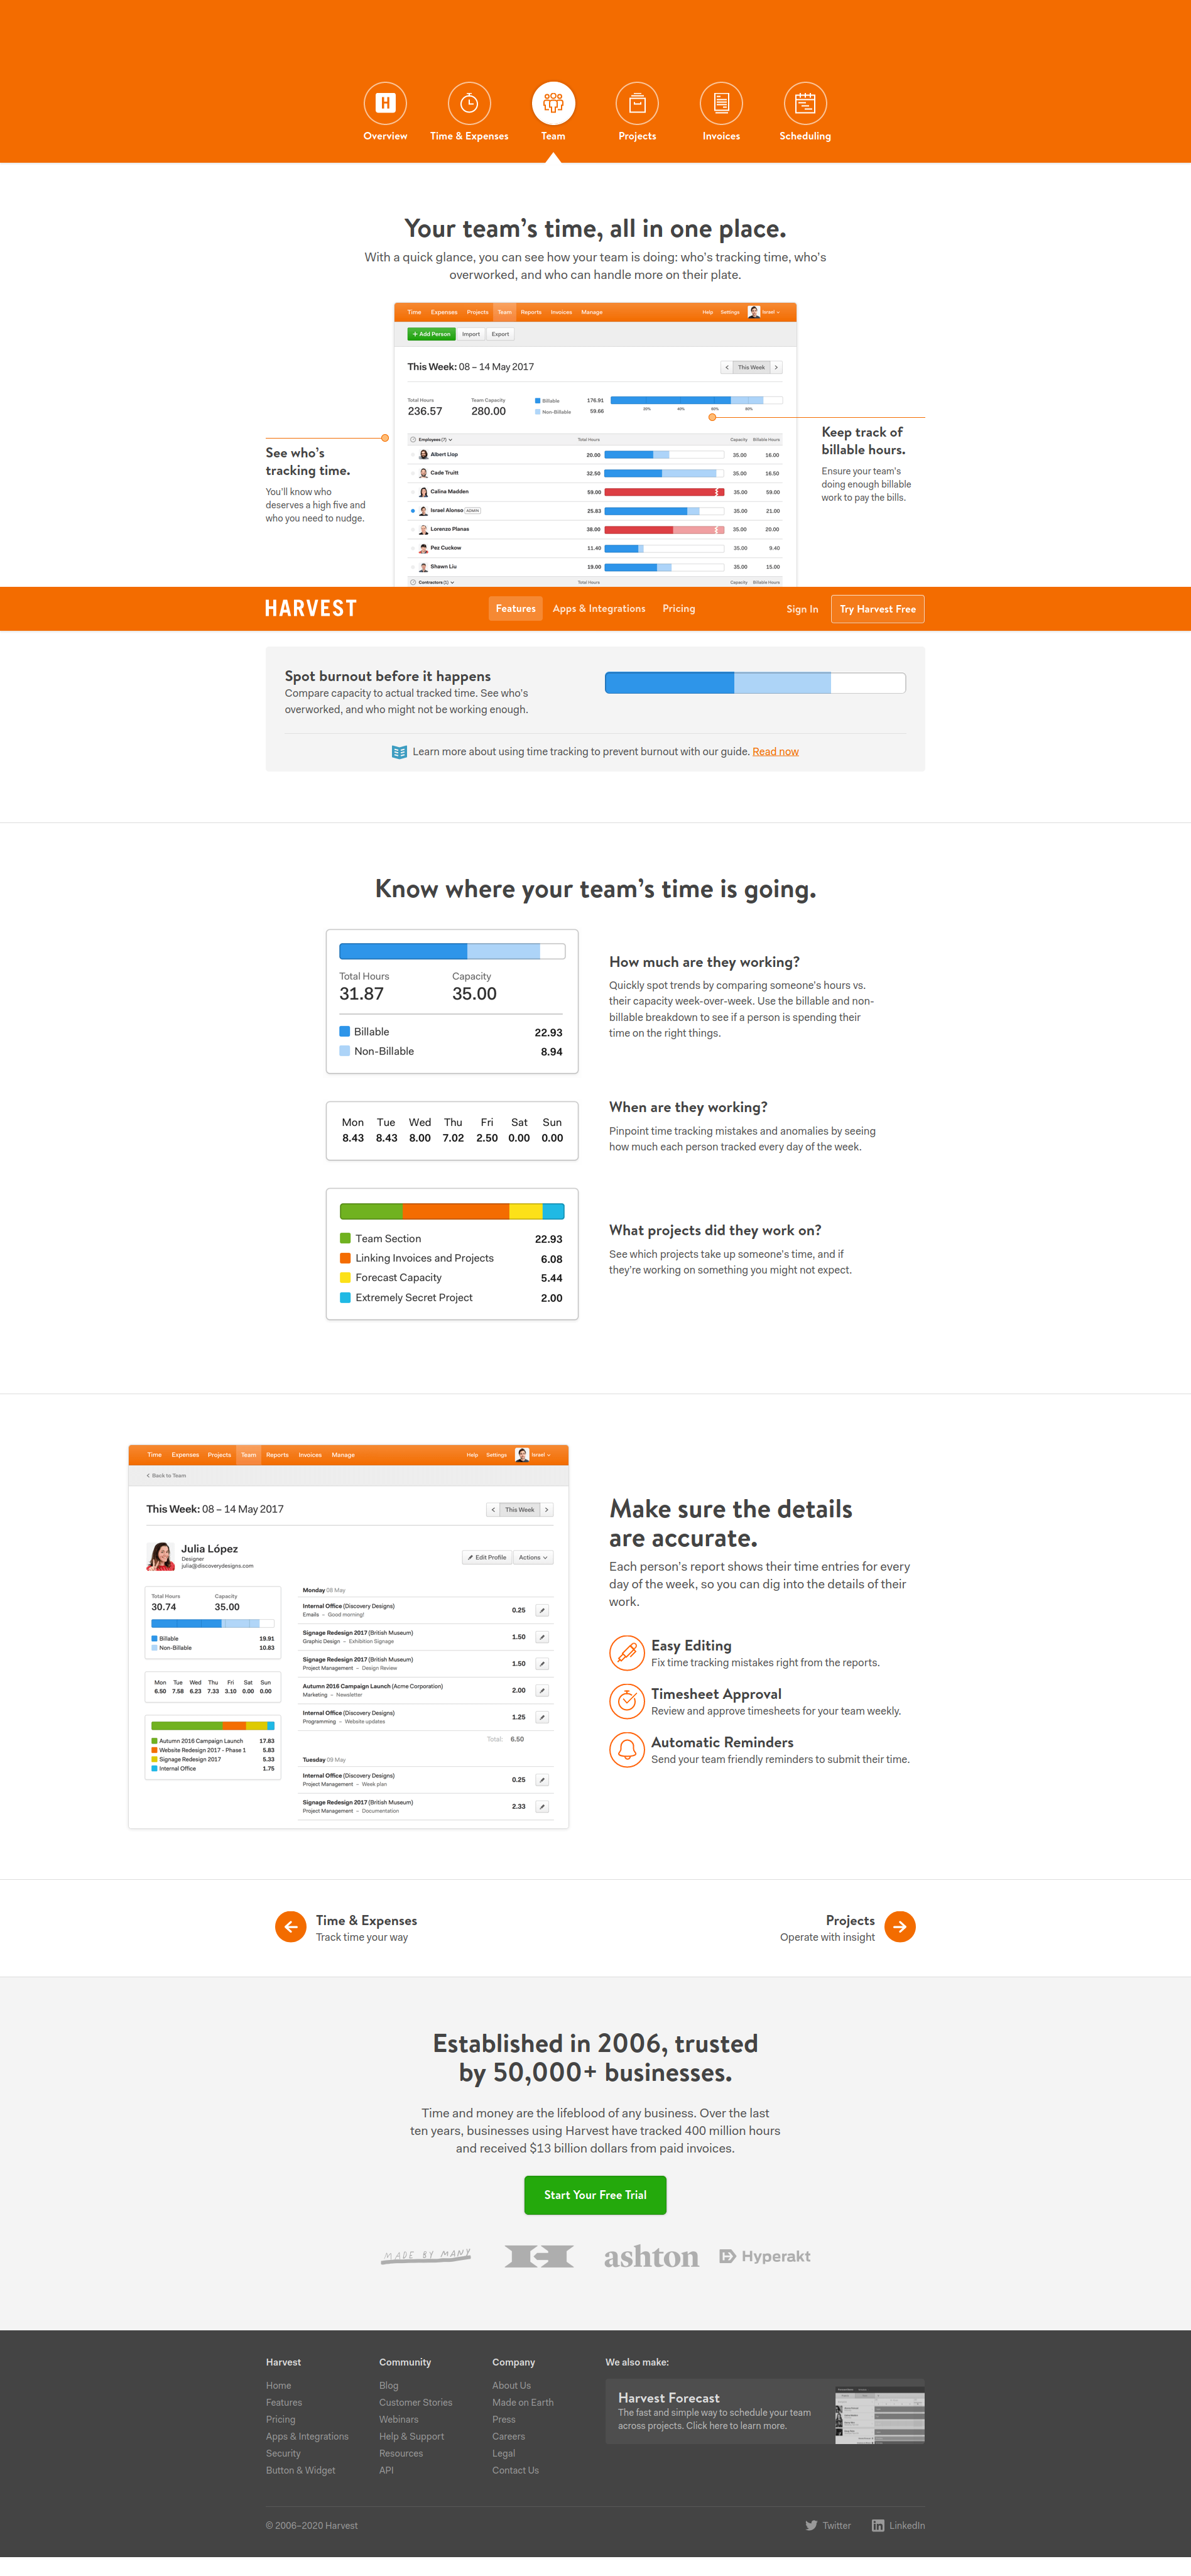 Overview
Time & Expenses
Team
Projects
Invoices
Scheduling
Your team's time, all in one place.
With a quick glance, you can see how your team is doing: who's tracking time, who's
overworked, and who can handle more on their plate.
Time Expenses Projects Team Reports Invoices Manage Help Settings Israel
+ Add Person Import Export
This Week: 08 – 14 May 2017
This Week
Total Hours
236.57
Team Capacity
280.00
Billable 176.91
Non-Billable 59.66
20% 40% 60% 80%
Employees (7) Total Hours Capacity Billable Hours
Albert Llop 20.00 35.00 16.00
Cade Truitt 32.50 35.00 16.50
Calina Madden 59.00 35.00 59.00
Israel Alonso ADMIN 25.83 35.00 21.00
Lorenzo Planas 38.00 35.00 20.00
Pez Cuckow 11.40 35.00 9.40
Shawn Liu 19.00 35.00 15.00
Contractors (1) Total Hours Capacity Billable Hours
See who's
tracking time.
You'll know who
deserves a high five and
who you need to nudge.
Keep track of
billable hours.
Ensure your team's
doing enough billable
work to pay the bills.
HARVEST
Features
Apps & Integrations
Pricing
Sign In
Try Harvest Free
Spot burnout before it happens
Compare capacity to actual tracked time. See who's
overworked, and who might not be working enough.
Learn more about using time tracking to prevent burnout with our guide. Read now
Know where your team's time is going.
Total Hours
31.87
Capacity
35.00
Billable 22.93
Non-Billable 8.94
How much are they working?
Quickly spot trends by comparing someone's hours vs.
their capacity week-over-week. Use the billable and non-
billable breakdown to see if a person is spending their
time on the right things.
Mon Tue Wed Thu Fri Sat Sun
8.43 8.43 8.00 7.02 2.50 0.00 0.00
When are they working?
Pinpoint time tracking mistakes and anomalies by seeing
how much each person tracked every day of the week.
Team Section 22.93
Linking Invoices and Projects 6.08
Forecast Capacity 5.44
Extremely Secret Project 2.00
What projects did they work on?
See which projects take up someone's time, and if
they're working on something you might not expect.
Time Expenses Projects Team Reports Invoices Manage Help Settings Israel
Back to Team
This Week: 08 – 14 May 2017
This Week
Julia López
Designer
julia@discoverydesigns.com
Edit Profile Actions
Total Hours
30.74
Capacity
35.00
Billable 19.91
Non-Billable 10.83
Mon Tue Wed Thu Fri Sat Sun
6.50 7.58 6.23 7.33 3.10 0.00 0.00
Autumn 2016 Campaign Launch 17.83
Website Redesign 2017 - Phase 1 5.83
Signage Redesign 2017 5.33
Internal Office 1.75
Monday 08 May
Internal Office (Discovery Designs) 0.25
Emails – Good morning!
Signage Redesign 2017 (British Museum) 1.50
Graphic Design – Exhibition Signage
Signage Redesign 2017 (British Museum) 1.50
Project Management – Design Review
Autumn 2016 Campaign Launch (Acme Corporation) 2.00
Marketing – Newsletter
Internal Office (Discovery Designs) 1.25
Programming – Website updates
Total: 6.50
Tuesday 09 May
Internal Office (Discovery Designs) 0.25
Project Management – Week plan
Signage Redesign 2017 (British Museum) 2.33
Project Management – Documentation
Make sure the details
are accurate.
Each person's report shows their time entries for every
day of the week, so you can dig into the details of their
work.
Easy Editing
Fix time tracking mistakes right from the reports.
Timesheet Approval
Review and approve timesheets for your team weekly.
Automatic Reminders
Send your team friendly reminders to submit their time.
Time & Expenses
Track time your way
Projects
Operate with insight
Established in 2006, trusted
by 50,000+ businesses.
Time and money are the lifeblood of any business. Over the last
ten years, businesses using Harvest have tracked 400 million hours
and received $13 billion dollars from paid invoices.
Start Your Free Trial
MADE BY MANY
ashton
Hyperakt
Harvest
Home
Features
Pricing
Apps & Integrations
Security
Button & Widget
Community
Blog
Customer Stories
Webinars
Help & Support
Resources
API
Company
About Us
Made on Earth
Press
Careers
Legal
Contact Us
We also make:
Harvest Forecast
The fast and simple way to schedule your team
across projects. Click here to learn more.
© 2006–2020 Harvest
Twitter
LinkedIn